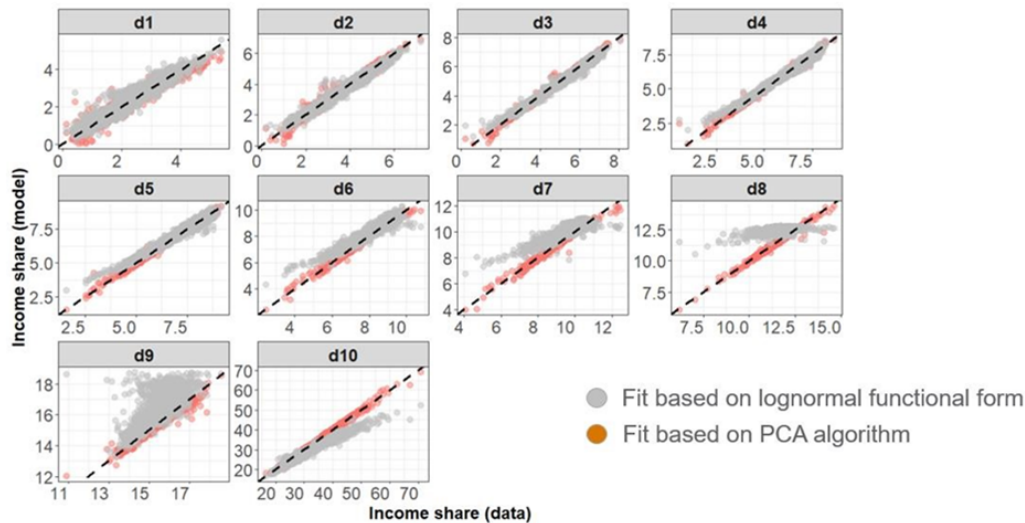 d1 d2 d3 d4
4 2 0
6 4 2 0
8 6 4 2
7.5 5.0 2.5
0 2 4
0 2 4 6
0 2 4 6 8
2.5 5.0 7.5
d5 d6 d7 d8
7.5 5.0 2.5
10 8 6 4
12 10 8 6 4
12.5 10.0 7.5
2.5 5.0 7.5
4 6 8 10
4 6 8 10 12
7.5 10.0 12.5 15.0
Income share (model)
d9 d10
18 16 14 12
70 60 50 40 30 20
11 13 15 17
20 30 40 50 60 70
Income share (data)
Fit based on lognormal functional form
Fit based on PCA algorithm